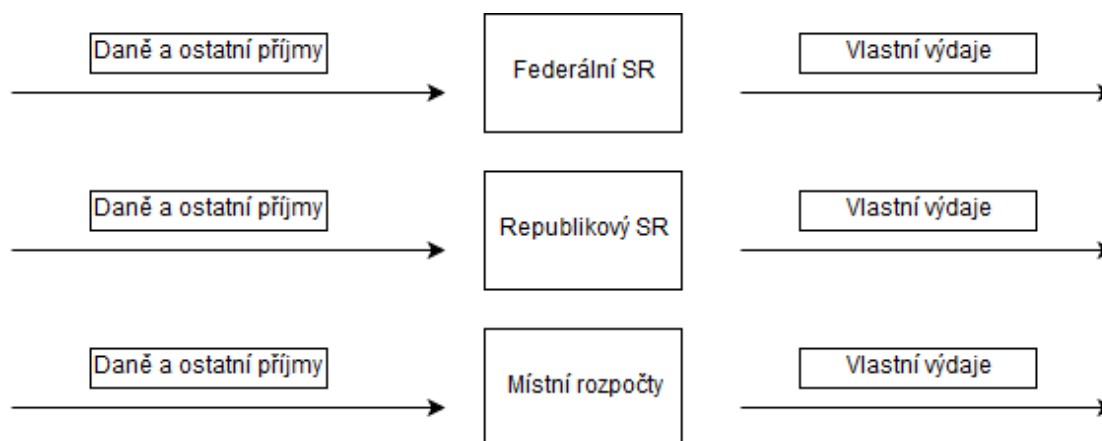 Daně a ostatní příjmy
Federální SR
Vlastní výdaje
Daně a ostatní příjmy
Republikový SR
Vlastní výdaje
Daně a ostatní příjmy
Místní rozpočty
Vlastní výdaje